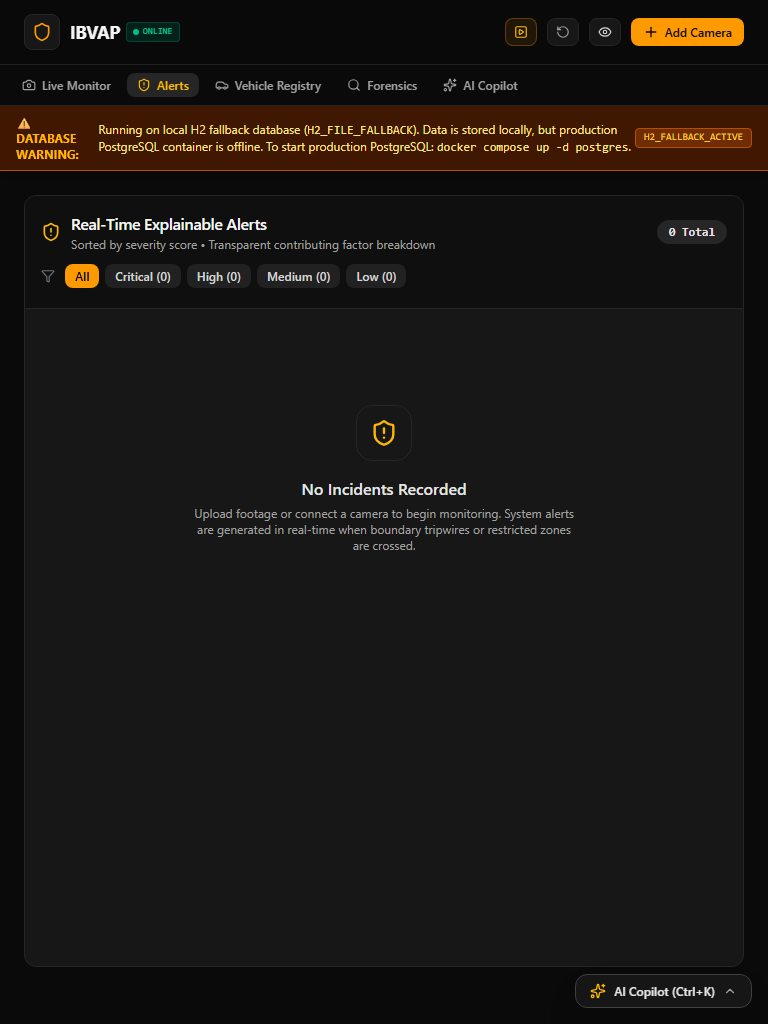 IBVAP
ONLINE
Add Camera
Live Monitor
Alerts
Vehicle Registry
Forensics
AI Copilot
DATABASE
WARNING:
Running on local H2 fallback database (H2_FILE_FALLBACK). Data is stored locally, but production
PostgreSQL container is offline. To start production PostgreSQL: docker compose up -d postgres.
H2_FALLBACK_ACTIVE
Real-Time Explainable Alerts
Sorted by severity score • Transparent contributing factor breakdown
0 Total
All
Critical (0)
High (0)
Medium (0)
Low (0)
No Incidents Recorded
Upload footage or connect a camera to begin monitoring. System alerts
are generated in real-time when boundary tripwires or restricted zones
are crossed.
AI Copilot (Ctrl+K)